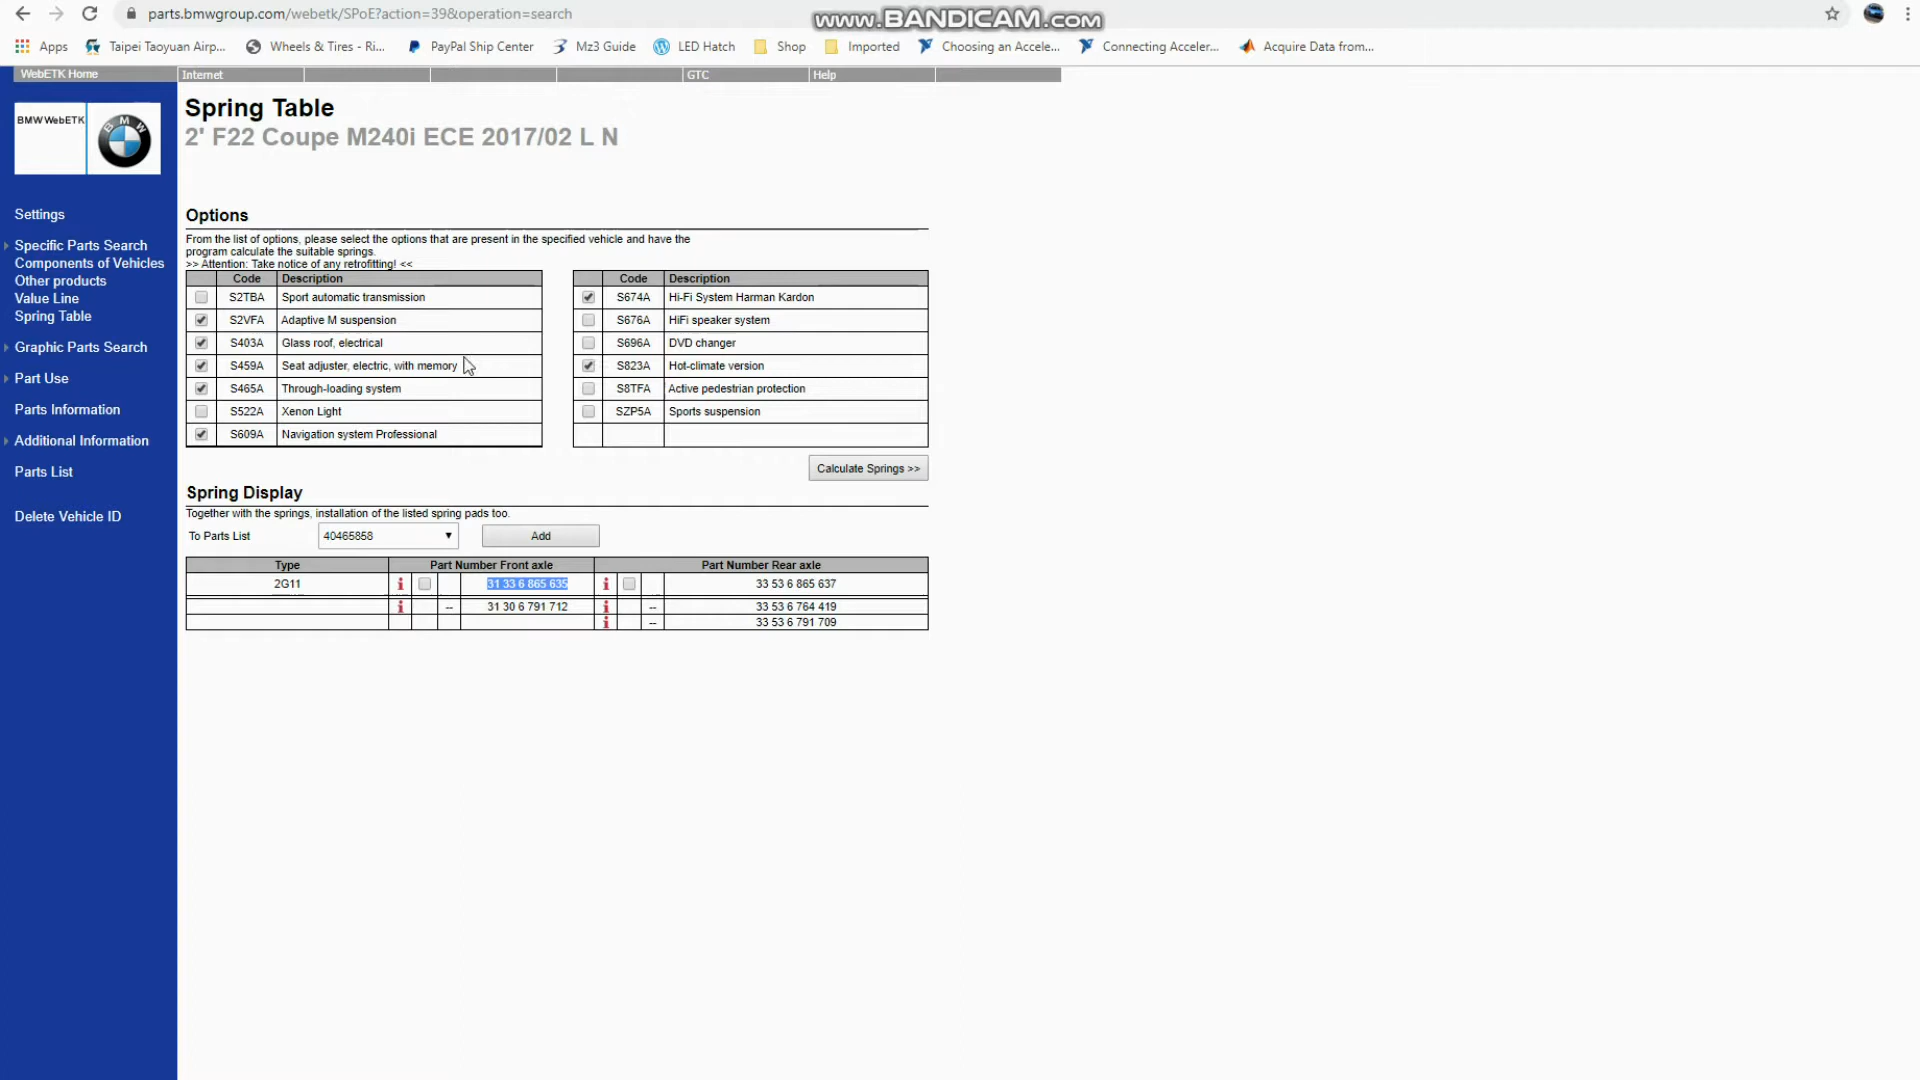 parts.bmwgroup.com/webetk/SPoE?action=39&operation=search
www.BANDICAM.com
Apps Taipei Taoyuan Airp... Wheels & Tires - Ri... PayPal Ship Center Mz3 Guide LED Hatch Shop Imported Choosing an Accele... Connecting Acceler... Acquire Data from...
WebETK Home Internet GTC Help
BMW WebETK
BMW
Settings
Specific Parts Search
Components of Vehicles
Other products
Value Line
Spring Table
Graphic Parts Search
Part Use
Parts Information
Additional Information
Parts List
Delete Vehicle ID
Spring Table
2' F22 Coupe M240i ECE 2017/02 L N
Options
From the list of options, please select the options that are present in the specified vehicle and have the
program calculate the suitable springs.
>> Attention: Take notice of any retrofitting! <<
Code Description
S2TBA Sport automatic transmission
S2VFA Adaptive M suspension
S403A Glass roof, electrical
S459A Seat adjuster, electric, with memory
S465A Through-loading system
S522A Xenon Light
S609A Navigation system Professional
Code Description
S674A Hi-Fi System Harman Kardon
S676A HiFi speaker system
S696A DVD changer
S823A Hot-climate version
S8TFA Active pedestrian protection
SZP5A Sports suspension
Calculate Springs >>
Spring Display
Together with the springs, installation of the listed spring pads too.
To Parts List 40465858 Add
Type Part Number Front axle Part Number Rear axle
2G11 i 31 33 6 865 635 i 33 53 6 865 637
i -- 31 30 6 791 712 i -- 33 53 6 764 419
i -- 33 53 6 791 709